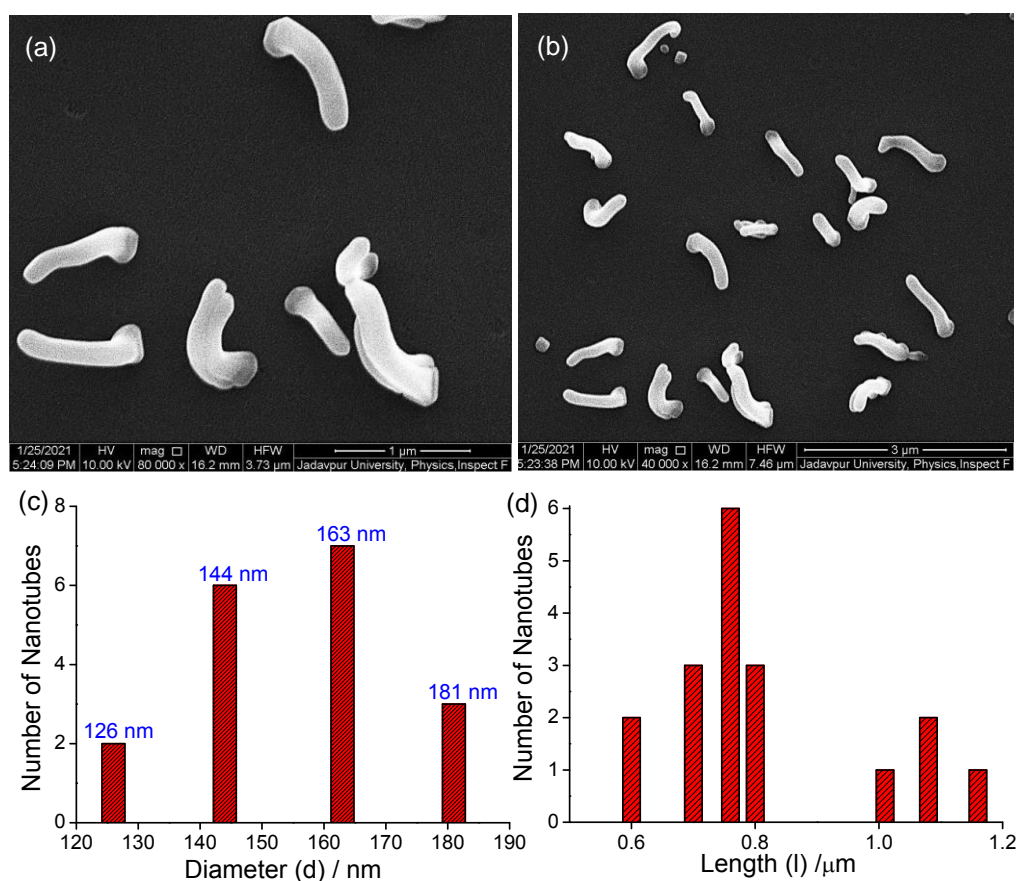 (a)
1/25/2021 HV mag WD HFW 1 μm
5:24:09 PM 10.00 kV 80 000 x 16.2 mm 3.73 μm Jadavpur University, Physics,Inspect F
(b)
1/25/2021 HV mag WD HFW 3 μm
5:23:38 PM 10.00 kV 40 000 x 16.2 mm 7.46 μm Jadavpur University, Physics,Inspect F
(c)
Number of Nanotubes
8
6
4
2
0
126 nm
144 nm
163 nm
181 nm
120 130 140 150 160 170 180 190
Diameter (d) / nm
(d)
Number of Nanotubes
6
5
4
3
2
1
0
0.6 0.8 1.0 1.2
Length (l) /μm